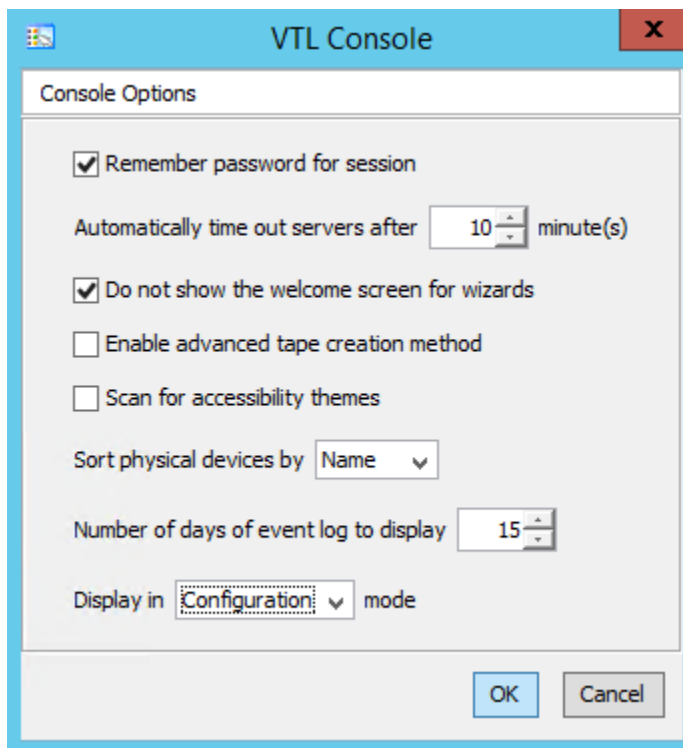 VTL Console
x
Console Options
Remember password for session
Automatically time out servers after 10 minute(s)
Do not show the welcome screen for wizards
Enable advanced tape creation method
Scan for accessibility themes
Sort physical devices by Name
Number of days of event log to display 15
Display in Configuration mode
OK Cancel